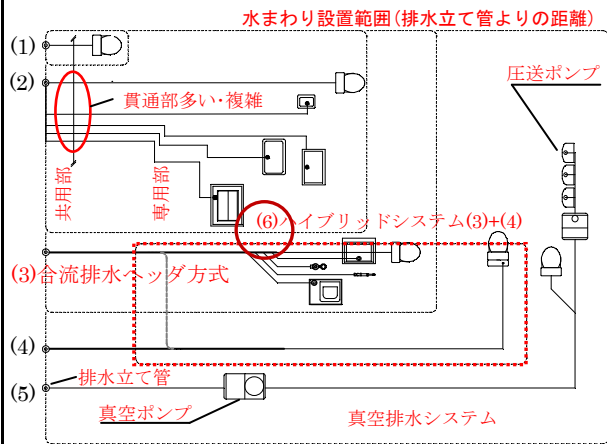 水まわり設置範囲(排水立て管よりの距離)
(1)
圧送ポンプ
(2)
貫通部多い・複雑
共用部
専用部
(6)ハイブリッドシステム(3)+(4)
(3)合流排水ヘッダ方式
(4)
排水立て管
(5)
真空ポンプ
真空排水システム